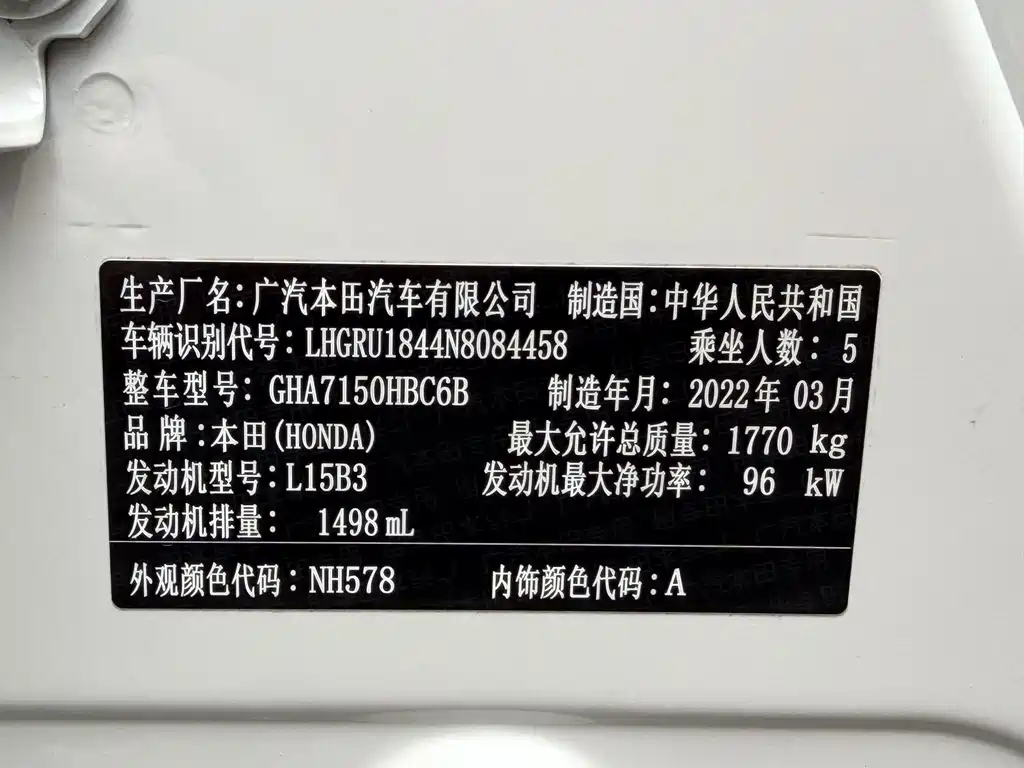 生产厂名:广汽本田汽车有限公司 制造国:中华人民共和国
车辆识别代号:LHGRU1844N8084458 乘坐人数:5
整车型号:GHA7150HBC6B 制造年月:2022年03月
品牌:本田(HONDA) 最大允许总质量:1770 kg
发动机型号:L15B3 发动机最大净功率:96 kW
发动机排量:1498 mL
外观颜色代码:NH578 内饰颜色代码:A